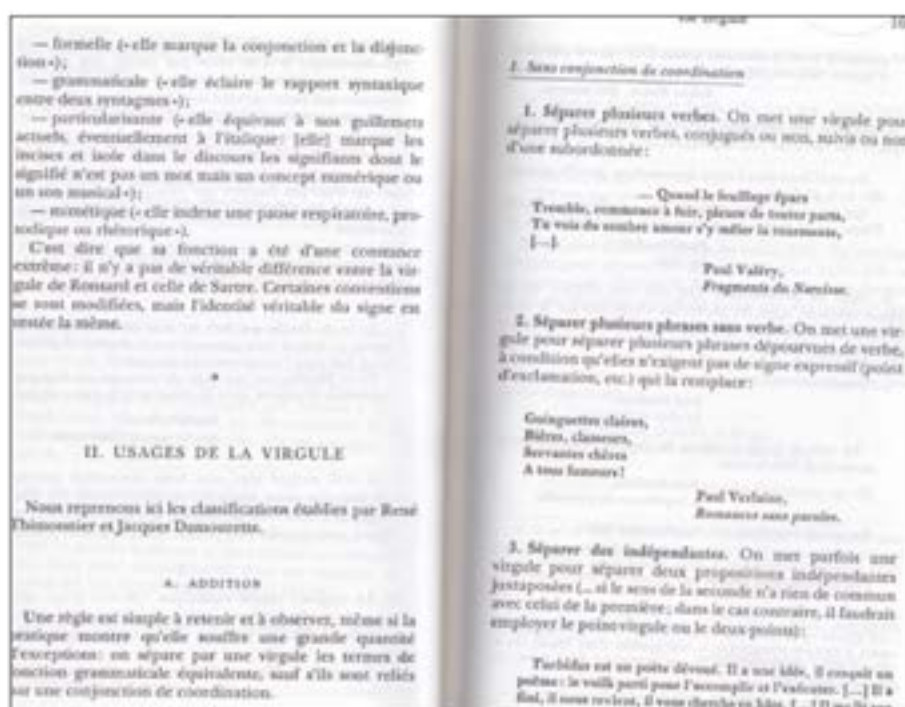 — formelle (« elle marque la conjonction et la disjonc-
tion »);
— grammaticale (« elle éclaire le rapport syntaxique
entre deux syntagmes »);
— particularisante (« elle équivaut à nos guillemets
actuels, éventuellement à l'italique: [elle] marque les
incises et isole dans le discours les signifiants dont le
signifié n'est pas un mot mais un concept numérique ou
un son musical »);
— mimétique (« elle indexe une pause respiratoire, pro-
sodique ou rhétorique »).
C'est dire que sa fonction a été d'une constance
extrême: il n'y a pas de véritable différence entre la vir-
gule de Ronsard et celle de Sartre. Certaines conventions
se sont modifiées, mais l'identité véritable du signe est
restée la même.
*
II. USAGES DE LA VIRGULE
Nous reprenons ici les classifications établies par René
Thimonnier et Jacques Damourette.
A. ADDITION
Une règle est simple à retenir et à observer, même si la
pratique montre qu'elle souffre une grande quantité
d'exceptions: on sépare par une virgule les termes de
fonction grammaticale équivalente, sauf s'ils sont reliés
par une conjonction de coordination.
virgule
1. Sans conjonction de coordination
1. Séparer plusieurs verbes. On met une virgule pour
séparer plusieurs verbes, conjugués ou non, suivis ou non
d'une subordonnée:
... Quand le feuillage épars
Tremble, commence à fuir, pleure de toutes parts,
Tu vois du sombre amour s'y mêler la tourmente,
[...].
Paul Valéry,
Fragments du Narcisse.
2. Séparer plusieurs phrases sans verbe. On met une vir-
gule pour séparer plusieurs phrases dépourvues de verbe,
à condition qu'elles n'exigent pas de signe expressif (point
d'exclamation, etc.) qui la remplace:
Guinguettes claires,
Bières, clameurs,
Servantes chères
A tous fumeurs!
Paul Verlaine,
Romances sans paroles.
3. Séparer des indépendantes. On met parfois une
virgule pour séparer deux propositions indépendantes
juxtaposées (... si le sens de la seconde n'a rien de commun
avec celui de la première; dans le cas contraire, il faudrait
employer le point-virgule ou le deux-points):
Turbidus est un poète dévoué. Il a une idée, il conçoit un
poème: le voilà parti pour l'accomplir et l'exécuter. [...] Il a
fini, il nous revient, il vous cherche en hâte. [...]